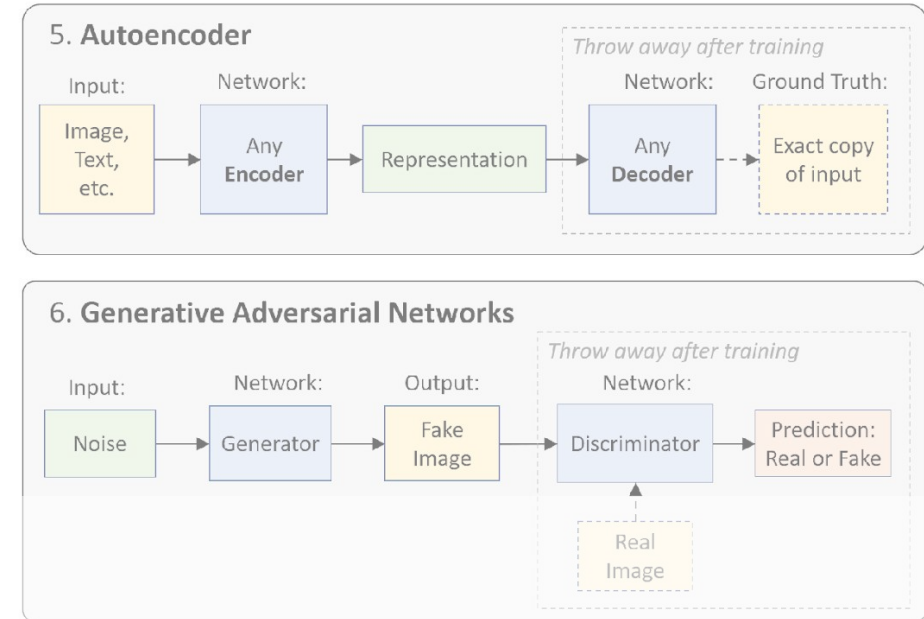 5. Autoencoder
Throw away after training
Input:
Network:
Network:
Ground Truth:
Image,
Text,
etc.
Any
Encoder
Representation
Any
Decoder
Exact copy
of input
6. Generative Adversarial Networks
Throw away after training
Input:
Network:
Output:
Network:
Noise
Generator
Fake
Image
Discriminator
Prediction:
Real or Fake
Real
Image